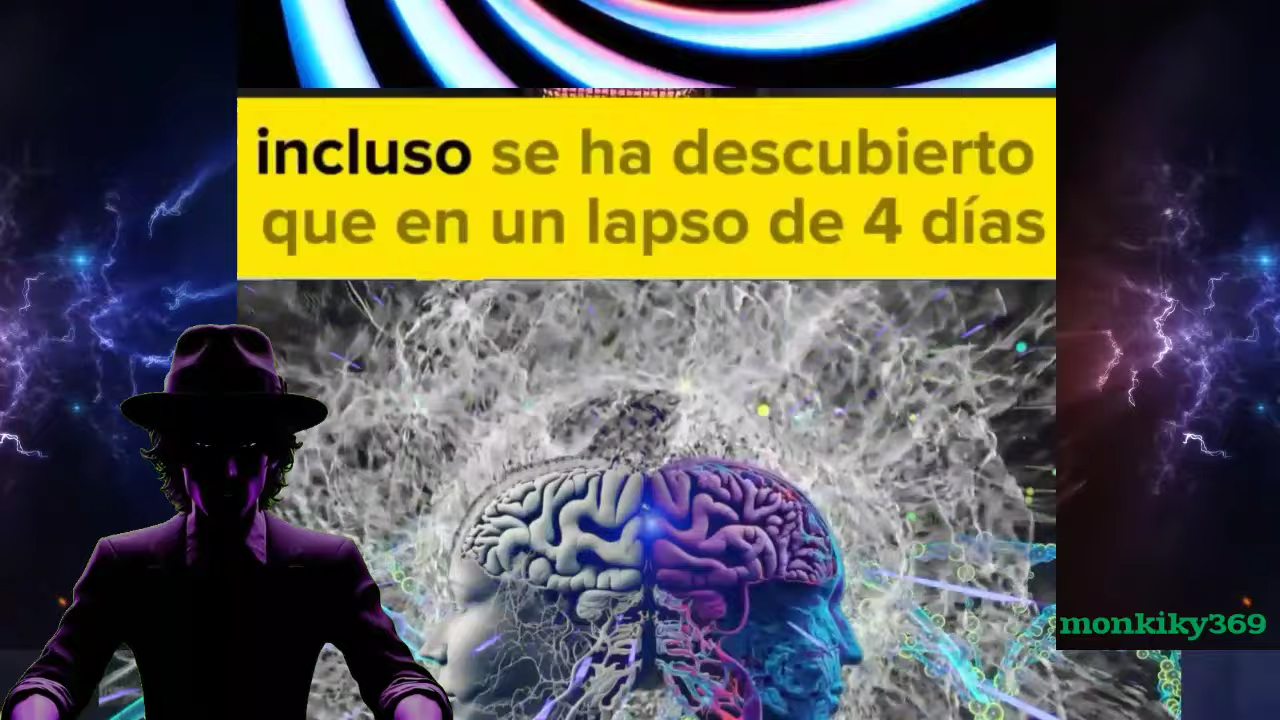 incluso se ha descubierto
que en un lapso de 4 días
monkiky369